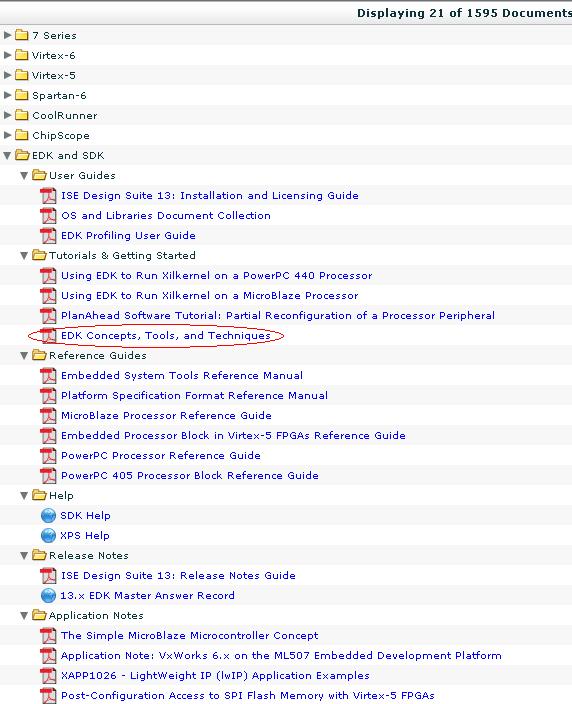 Displaying 21 of 1595 Documents
7 Series
Virtex-6
Virtex-5
Spartan-6
CoolRunner
ChipScope
EDK and SDK
User Guides
ISE Design Suite 13: Installation and Licensing Guide
OS and Libraries Document Collection
EDK Profiling User Guide
Tutorials & Getting Started
Using EDK to Run Xilkernel on a PowerPC 440 Processor
Using EDK to Run Xilkernel on a MicroBlaze Processor
PlanAhead Software Tutorial: Partial Reconfiguration of a Processor Peripheral
EDK Concepts, Tools, and Techniques
Reference Guides
Embedded System Tools Reference Manual
Platform Specification Format Reference Manual
MicroBlaze Processor Reference Guide
Embedded Processor Block in Virtex-5 FPGAs Reference Guide
PowerPC Processor Reference Guide
PowerPC 405 Processor Block Reference Guide
Help
SDK Help
XPS Help
Release Notes
ISE Design Suite 13: Release Notes Guide
13.x EDK Master Answer Record
Application Notes
The Simple MicroBlaze Microcontroller Concept
Application Note: VxWorks 6.x on the ML507 Embedded Development Platform
XAPP1026 - LightWeight IP (lwIP) Application Examples
Post-Configuration Access to SPI Flash Memory with Virtex-5 FPGAs